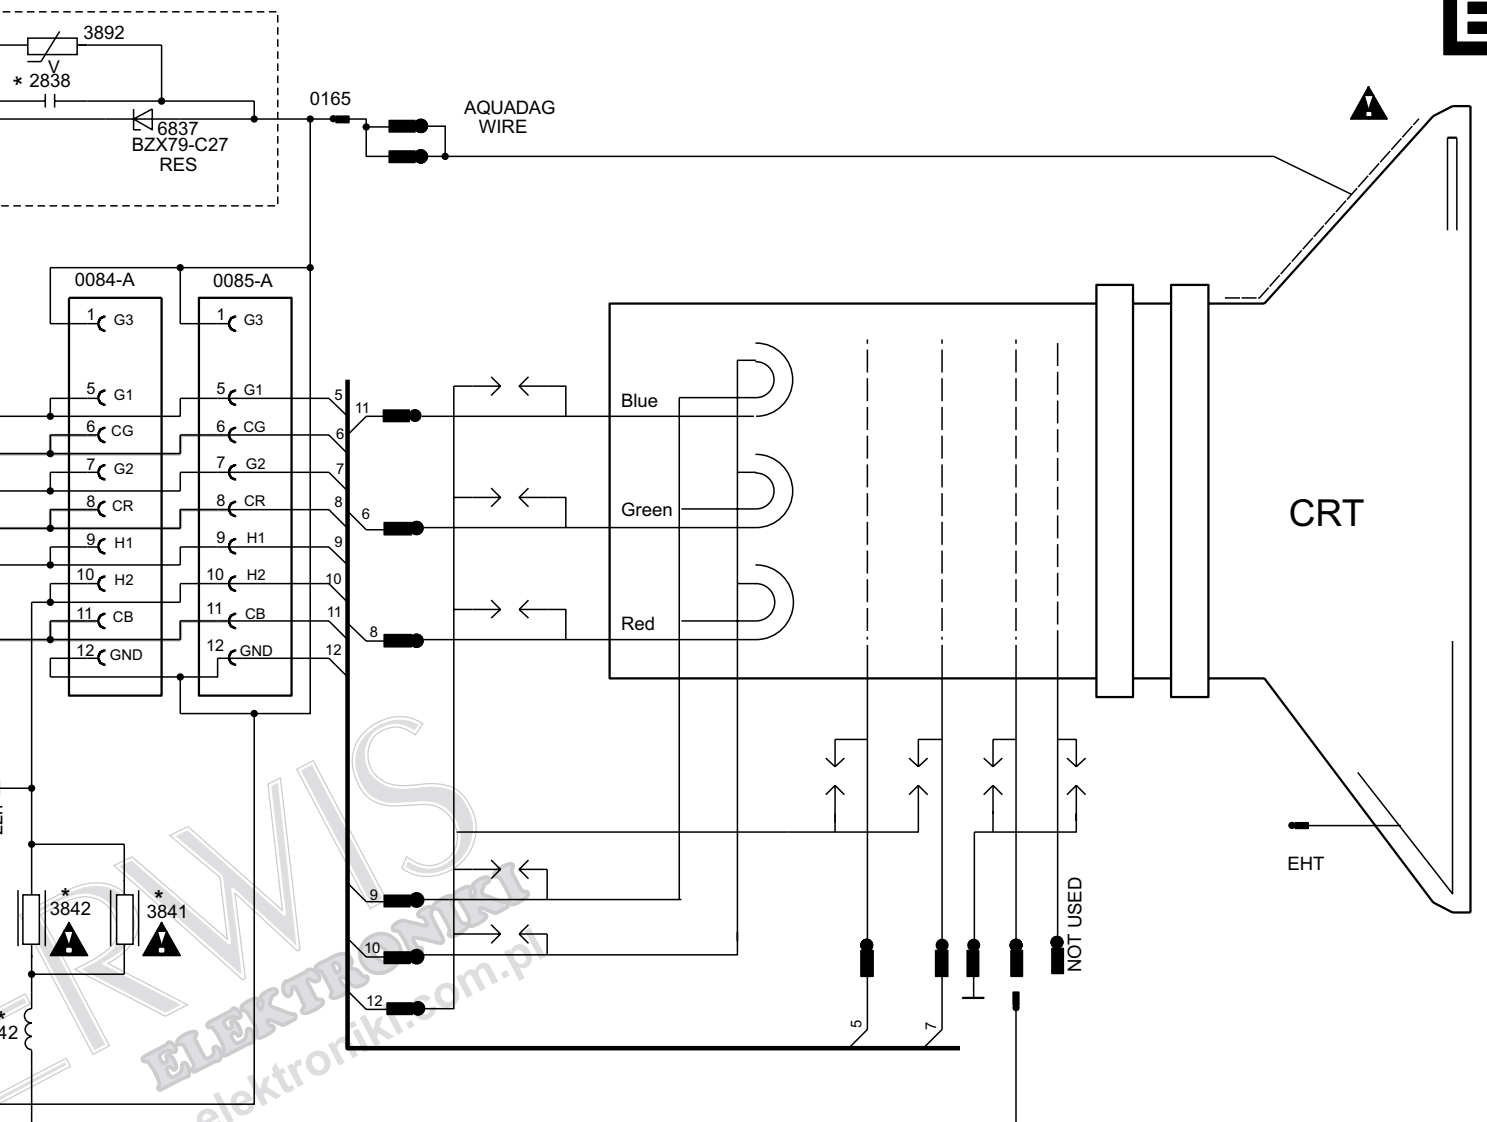 3892
V
* 2838
6837
BZX79-C27
RES
0165
AQUADAG
WIRE
0084-A
0085-A
1 G3
1 G3
5 G1
5 G1
5
6 CG
6 CG
6
7 G2
7 G2
7
8 CR
8 CR
8
9 H1
9 H1
9
10 H2
10 H2
10
11 CB
11 CB
11
12 GND
12 GND
12
11
Blue
6
Green
8
Red
CRT
9
10
12
5
7
NOT USED
EHT
*
3842
*
3841
*
42
ERWIS
ELEKTRONIKI
elektroniki.com.pl